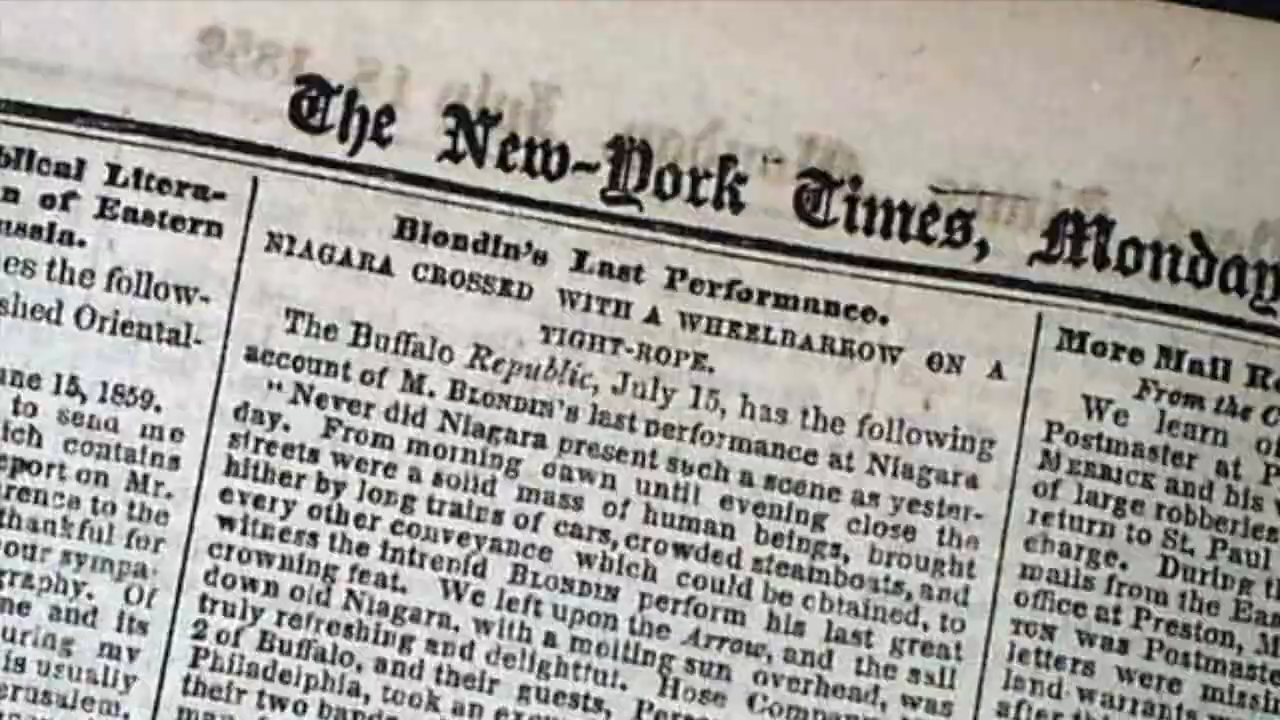 The New-York Times, Monday
blical Litera-
n of Eastern
ussia.
es the follow-
shed Oriental-
une 15, 1859.
to send me
ich contains
eport on Mr.
rence to the
thankful for
our sympa-
graphy. Of
me and its
uring my
is usually
erusalem.
Blondin's Last Performance.
NIAGARA CROSSED WITH A WHEELBARROW ON A
TIGHT-ROPE.
The Buffalo Republic, July 15, has the following
account of M. BLONDIN's last performance at Niagara
" Never did Niagara present such a scene as yester-
day. From morning dawn until evening close the
streets were a solid mass of human beings, brought
hither by long trains of cars, crowded steamboats, and
every other conveyance which could be obtained, to
witness the intrepid BLONDIN perform his last great
crowning feat. We left upon the Arrow, and the sail
down old Niagara, with a melting sun overhead, was
truly refreshing and delightful. Hose Company
2 of Buffalo, and their guests,
Philadelphia, took an
their two bands
More Mail
From the
We learn
Postmaster at
MERRICK and his
of large robberies
return to St. Paul
charge. During
mails from the
office at Preston,
was Postmaster
letters were
land-warrants